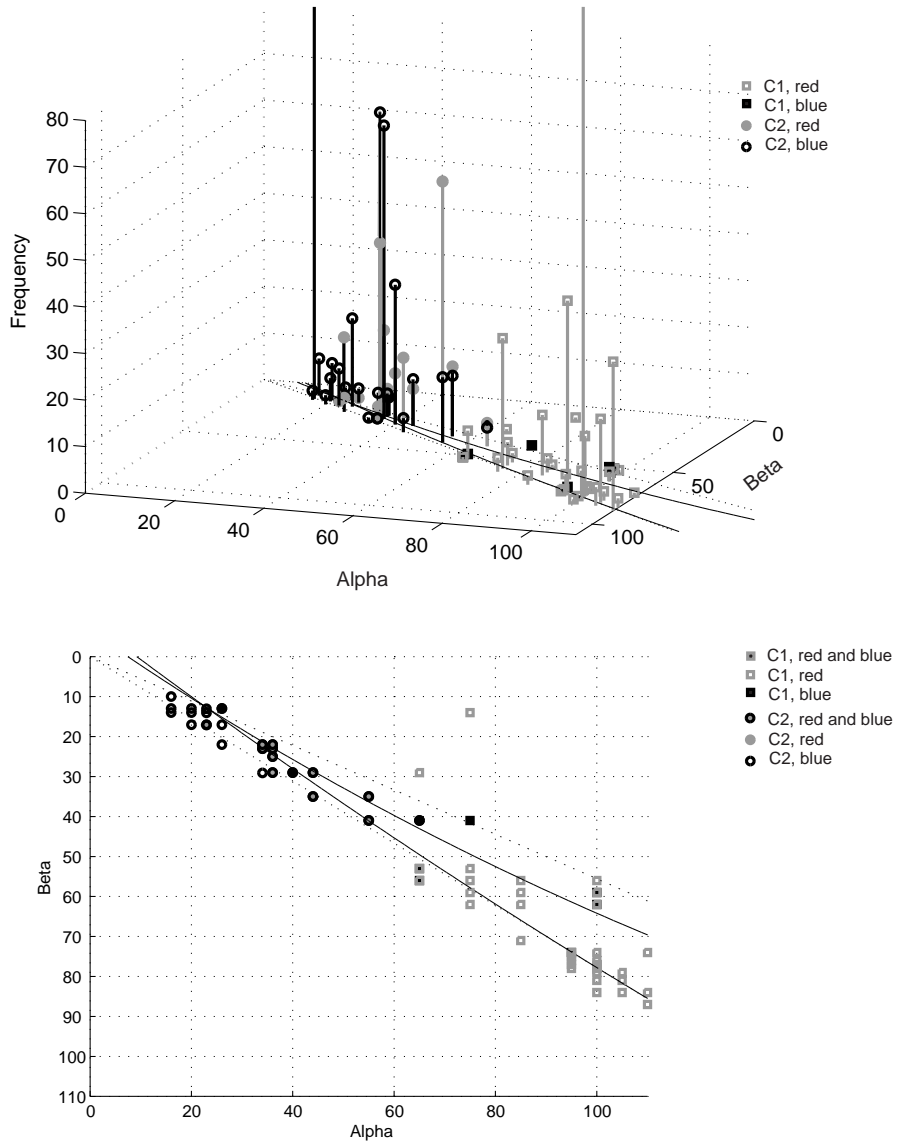 80
70
60
50
40
30
20
10
0
Frequency
0
20
40
60
80
100
Alpha
0
50
100
Beta
C1, red
C1, blue
C2, red
C2, blue
0
10
20
30
40
50
60
70
80
90
100
110
Beta
0
20
40
60
80
100
Alpha
C1, red and blue
C1, red
C1, blue
C2, red and blue
C2, red
C2, blue